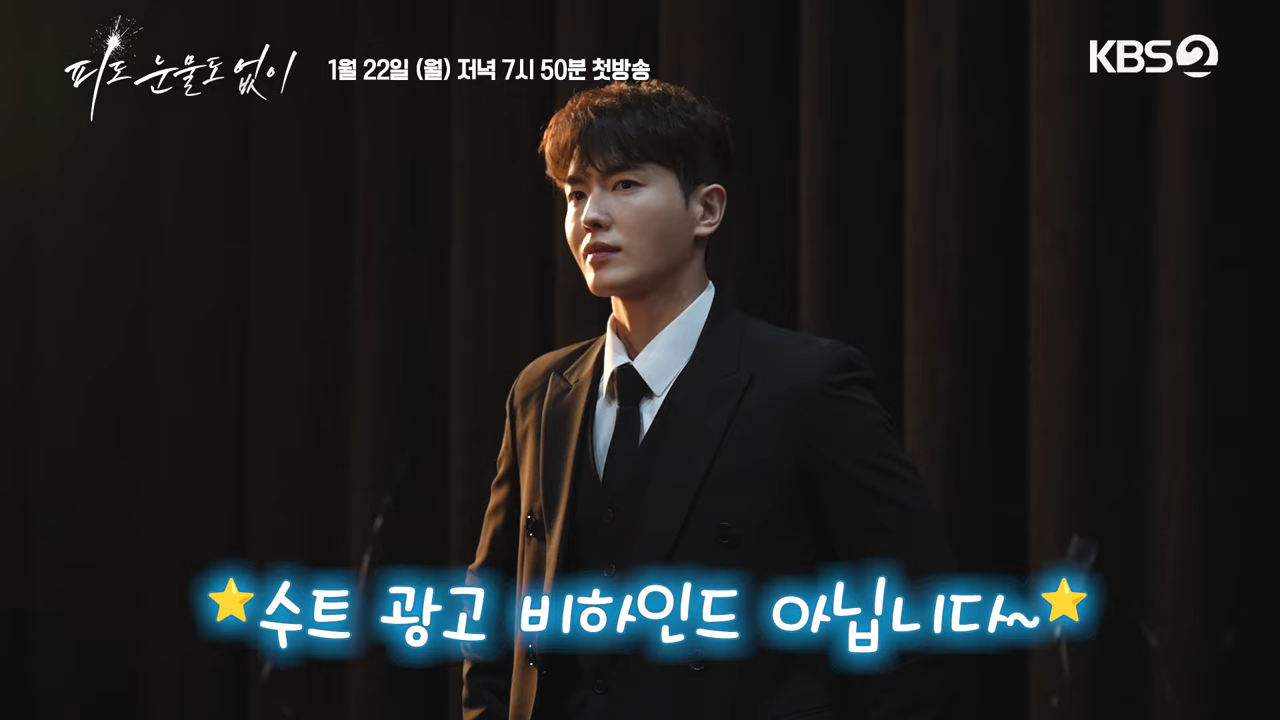 피도 눈물도 없이
1월 22일 (월) 저녁 7시 50분 첫방송
KBS2
수트 광고 비하인드 아닙니다~